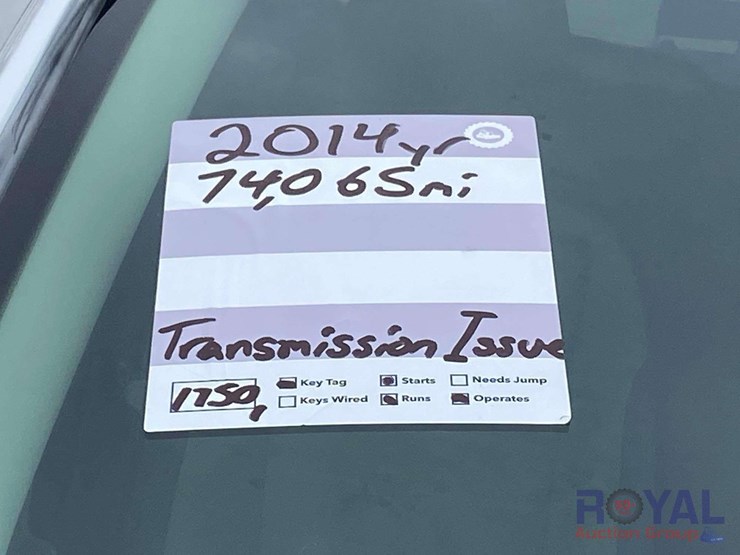 2014yr
74,065mi
Transmission Issue
1750,
Key Tag Starts Needs Jump
Keys Wired Runs Operates
ROYAL
Auction Group